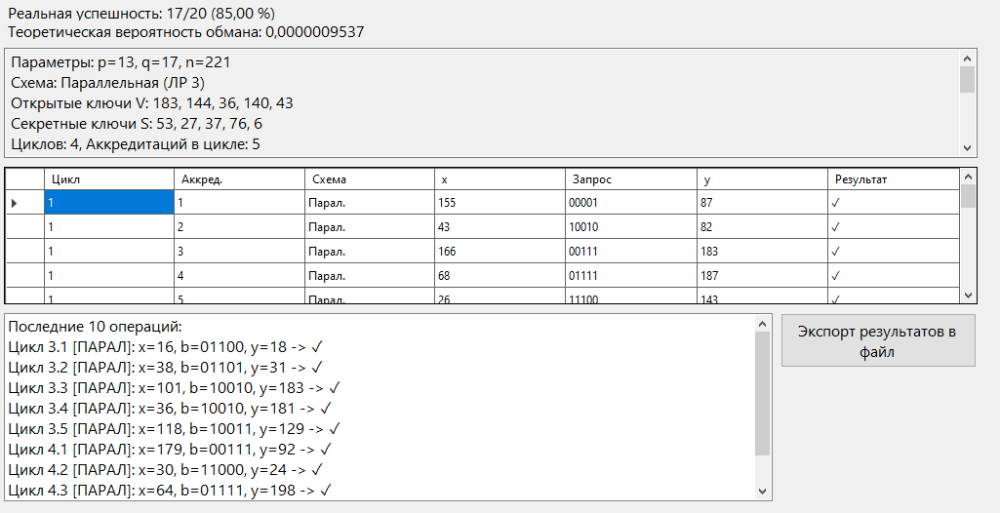 Реальная успешность: 17/20 (85,00 %)
Теоретическая вероятность обмана: 0,0000009537
Параметры: p=13, q=17, n=221
Схема: Параллельная (ЛР 3)
Открытые ключи V: 183, 144, 36, 140, 43
Секретные ключи S: 53, 27, 37, 76, 6
Циклов: 4, Аккредитаций в цикле: 5
Цикл Аккред. Схема x Запрос y Результат
1 1 Парал. 155 00001 87 ✓
1 2 Парал. 43 10010 82 ✓
1 3 Парал. 166 00111 183 ✓
1 4 Парал. 68 01111 187 ✓
1 5 Парал. 26 11100 143 ✓
Последние 10 операций:
Цикл 3.1 [ПАРАЛ]: x=16, b=01100, y=18 -> ✓
Цикл 3.2 [ПАРАЛ]: x=38, b=01101, y=31 -> ✓
Цикл 3.3 [ПАРАЛ]: x=101, b=10010, y=183 -> ✓
Цикл 3.4 [ПАРАЛ]: x=36, b=10010, y=181 -> ✓
Цикл 3.5 [ПАРАЛ]: x=118, b=10011, y=129 -> ✓
Цикл 4.1 [ПАРАЛ]: x=179, b=00111, y=92 -> ✓
Цикл 4.2 [ПАРАЛ]: x=30, b=11000, y=24 -> ✓
Цикл 4.3 [ПАРАЛ]: x=64, b=01111, y=198 -> ✓
Экспорт результатов в
файл